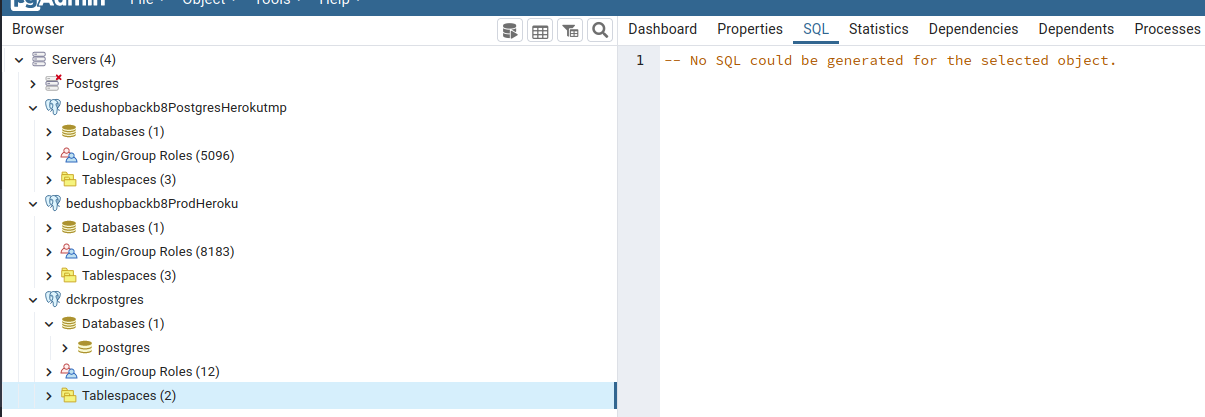 pgAdmin File Object Tools Help
Browser
Dashboard Properties SQL Statistics Dependencies Dependents Processes
Servers (4)
Postgres
bedushopbackb8PostgresHerokutmp
Databases (1)
Login/Group Roles (5096)
Tablespaces (3)
bedushopbackb8ProdHeroku
Databases (1)
Login/Group Roles (8183)
Tablespaces (3)
dckrpostgres
Databases (1)
postgres
Login/Group Roles (12)
Tablespaces (2)
1 -- No SQL could be generated for the selected object.